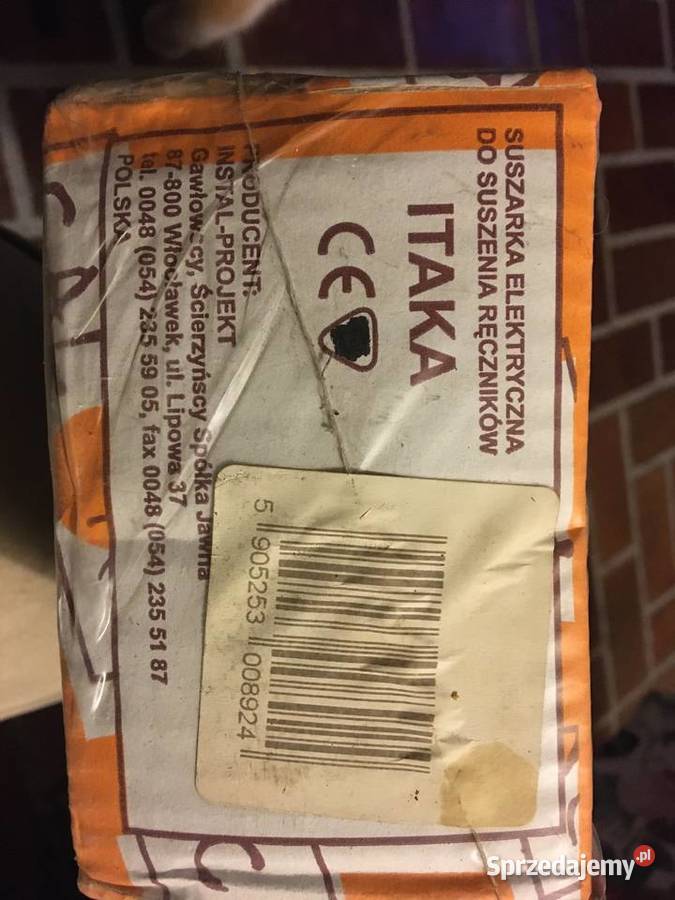 SUSZARKA ELEKTRYCZNA
DO SUSZENIA RĘCZNIKÓW
ITAKA
CE
PRODUCENT:
INSTAL-PROJEKT
Gawłowscy, Ścierzyńscy Spółka Jawna
87-800 Włocławek, ul. Lipowa 37
tel. 0048 (054) 235 59 05, fax 0048 (054) 235 51 87
POLSKA
5 905253 008924
Sprzedajemy.pl